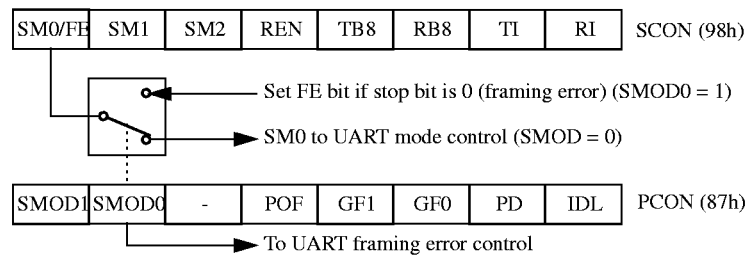 SM0/FE SM1 SM2 REN TB8 RB8 TI RI SCON (98h)
Set FE bit if stop bit is 0 (framing error) (SMOD0 = 1)
SM0 to UART mode control (SMOD = 0)
SMOD1 SMOD0 - POF GF1 GF0 PD IDL PCON (87h)
To UART framing error control